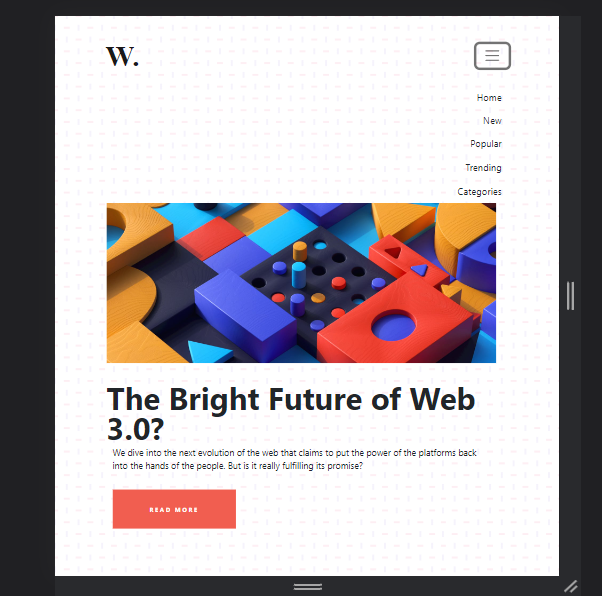 W.
Home
New
Popular
Trending
Categories
The Bright Future of Web
3.0?
We dive into the next evolution of the web that claims to put the power of the platforms back
into the hands of the people. But is it really fulfilling its promise?
READ MORE